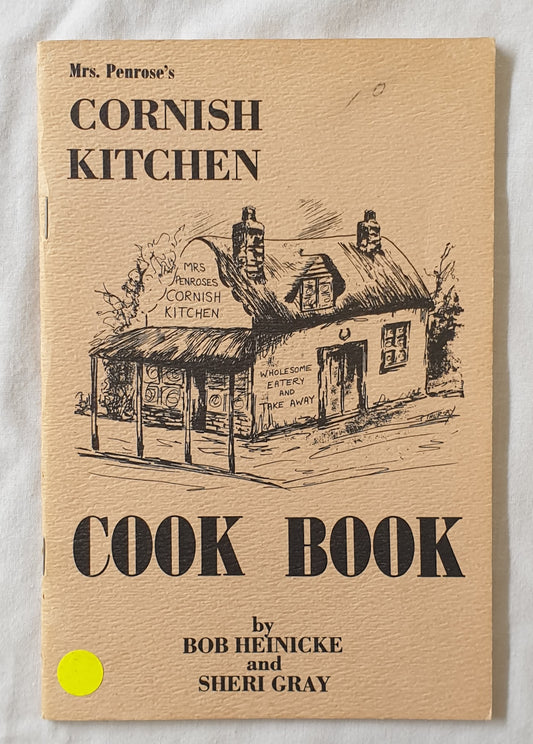 Mrs. Penrose's
CORNISH
KITCHEN
MRS
PENROSES
CORNISH
KITCHEN
WHOLESOME
EATERY
AND
TAKE AWAY
COOK BOOK
by
BOB HEINICKE
and
SHERI GRAY